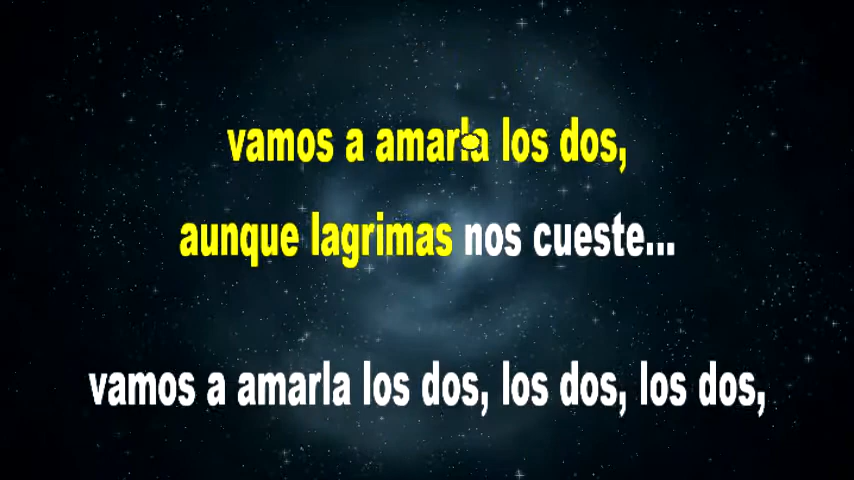 vamos a amarla los dos,
aunque lagrimas nos cueste...
vamos a amarla los dos, los dos, los dos,